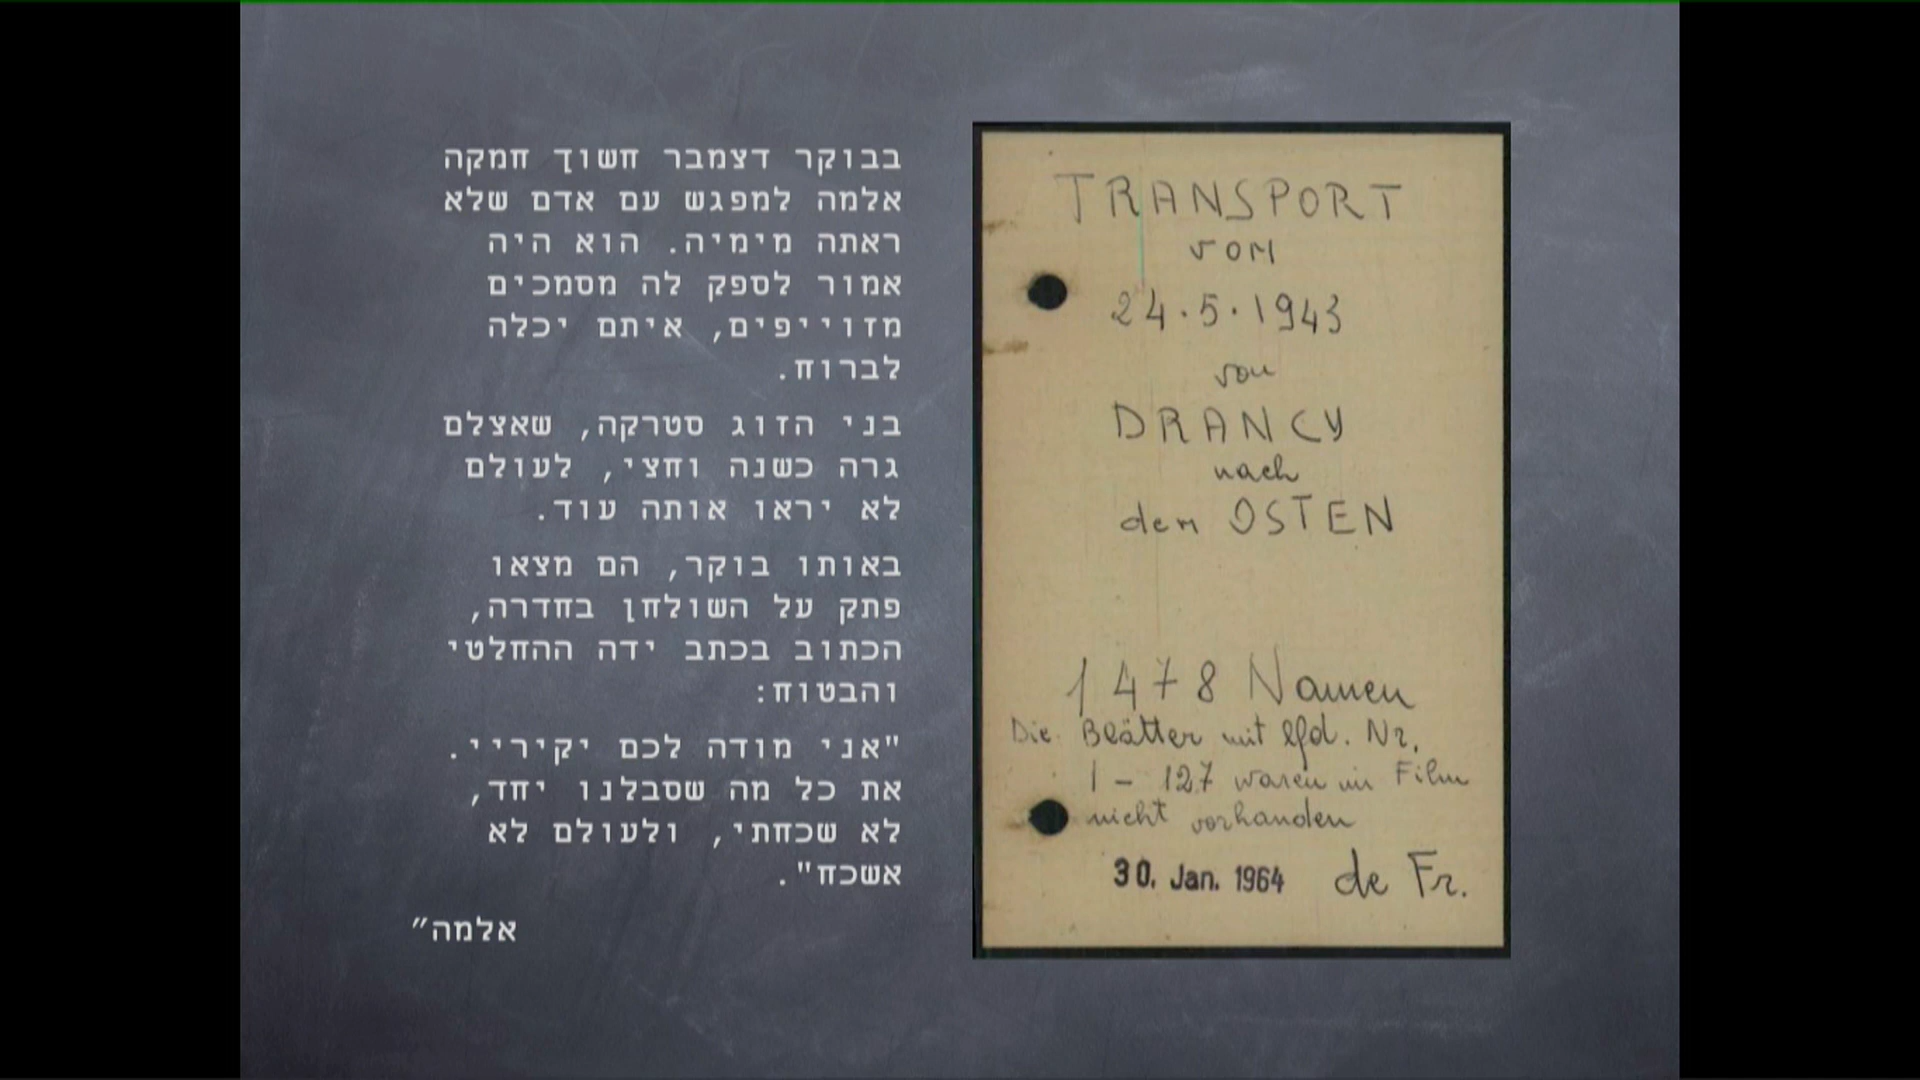 בבוקר דצמבר חשוך חמקה
אלמה למפגש עם אדם שלא
ראתה מימיה. הוא היה
אמור לספק לה מסמכים
מזוייפים, איתם יכלה
לברוח.
בני הזוג סטרקה, שאצלם
גרה כשנה וחצי, לעולם
לא יראו אותה עוד.
באותו בוקר, הם מצאו
פתק על השולחן בחדרה,
הכתוב בכתב ידה ההחלטי
והבטוח:
"אני מודה לכם יקיריי.
את כל מה שסבלנו יחד,
לא שכחתי, ולעולם לא
אשכח".
אלמה״
TRANSPORT
vom
24.5.1943
von
DRANCY
nach
dem OSTEN
1478 Namen
Die Blätter mit lfd. Nr.
1 - 127 waren im Film
nicht vorhanden
30. Jan. 1964 de Fr.